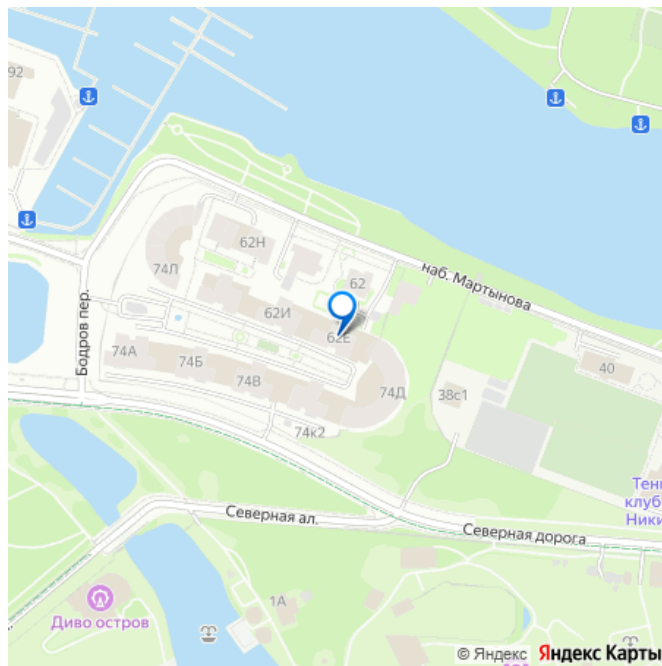 92
62Н
74Л
наб. Мартынова
62
62И
62Е
Бодров пер.
74А
74Б
74В
74Д
38с1
40
74к2
Тенн
клуб
Ники
Северная ал.
Северная дорога
1А
Диво остров
© Яндекс Яндекс Карты